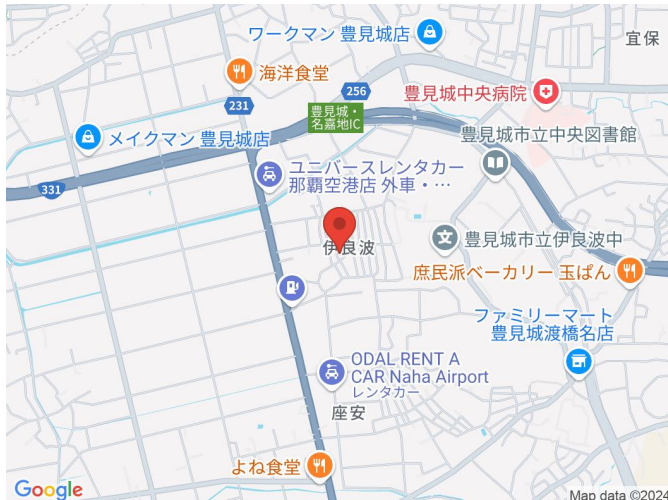 ワークマン 豊見城店
宜保
海洋食堂
256
豊見城中央病院
231
豊見城・
名嘉地IC
メイクマン 豊見城店
豊見城市立中央図書館
ユニバースレンタカー
那覇空港店 外車・…
331
伊良波
豊見城市立伊良波中
庶民派ベーカリー 玉ぱん
ファミリーマート
豊見城渡橋名店
ODAL RENT A
CAR Naha Airport
レンタカー
座安
よね食堂
Google
Map data ©2024